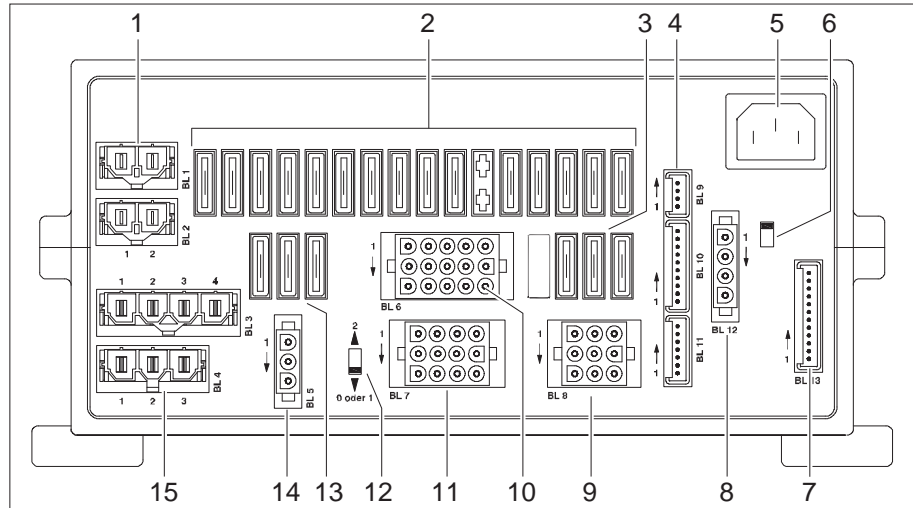 1 2 3 4 5 6
BL 1
BL 2
1 2
BL 9
1
BL 10
1
1 2 3 4
BL 3
1
BL 6
1
BL 12
BL 4
1 2 3
1
BL 5
2
0 oder 1
1
BL 7
1
BL 8
BL 11
1
1
BL 13
15 14 13 12 11 10 9 8 7